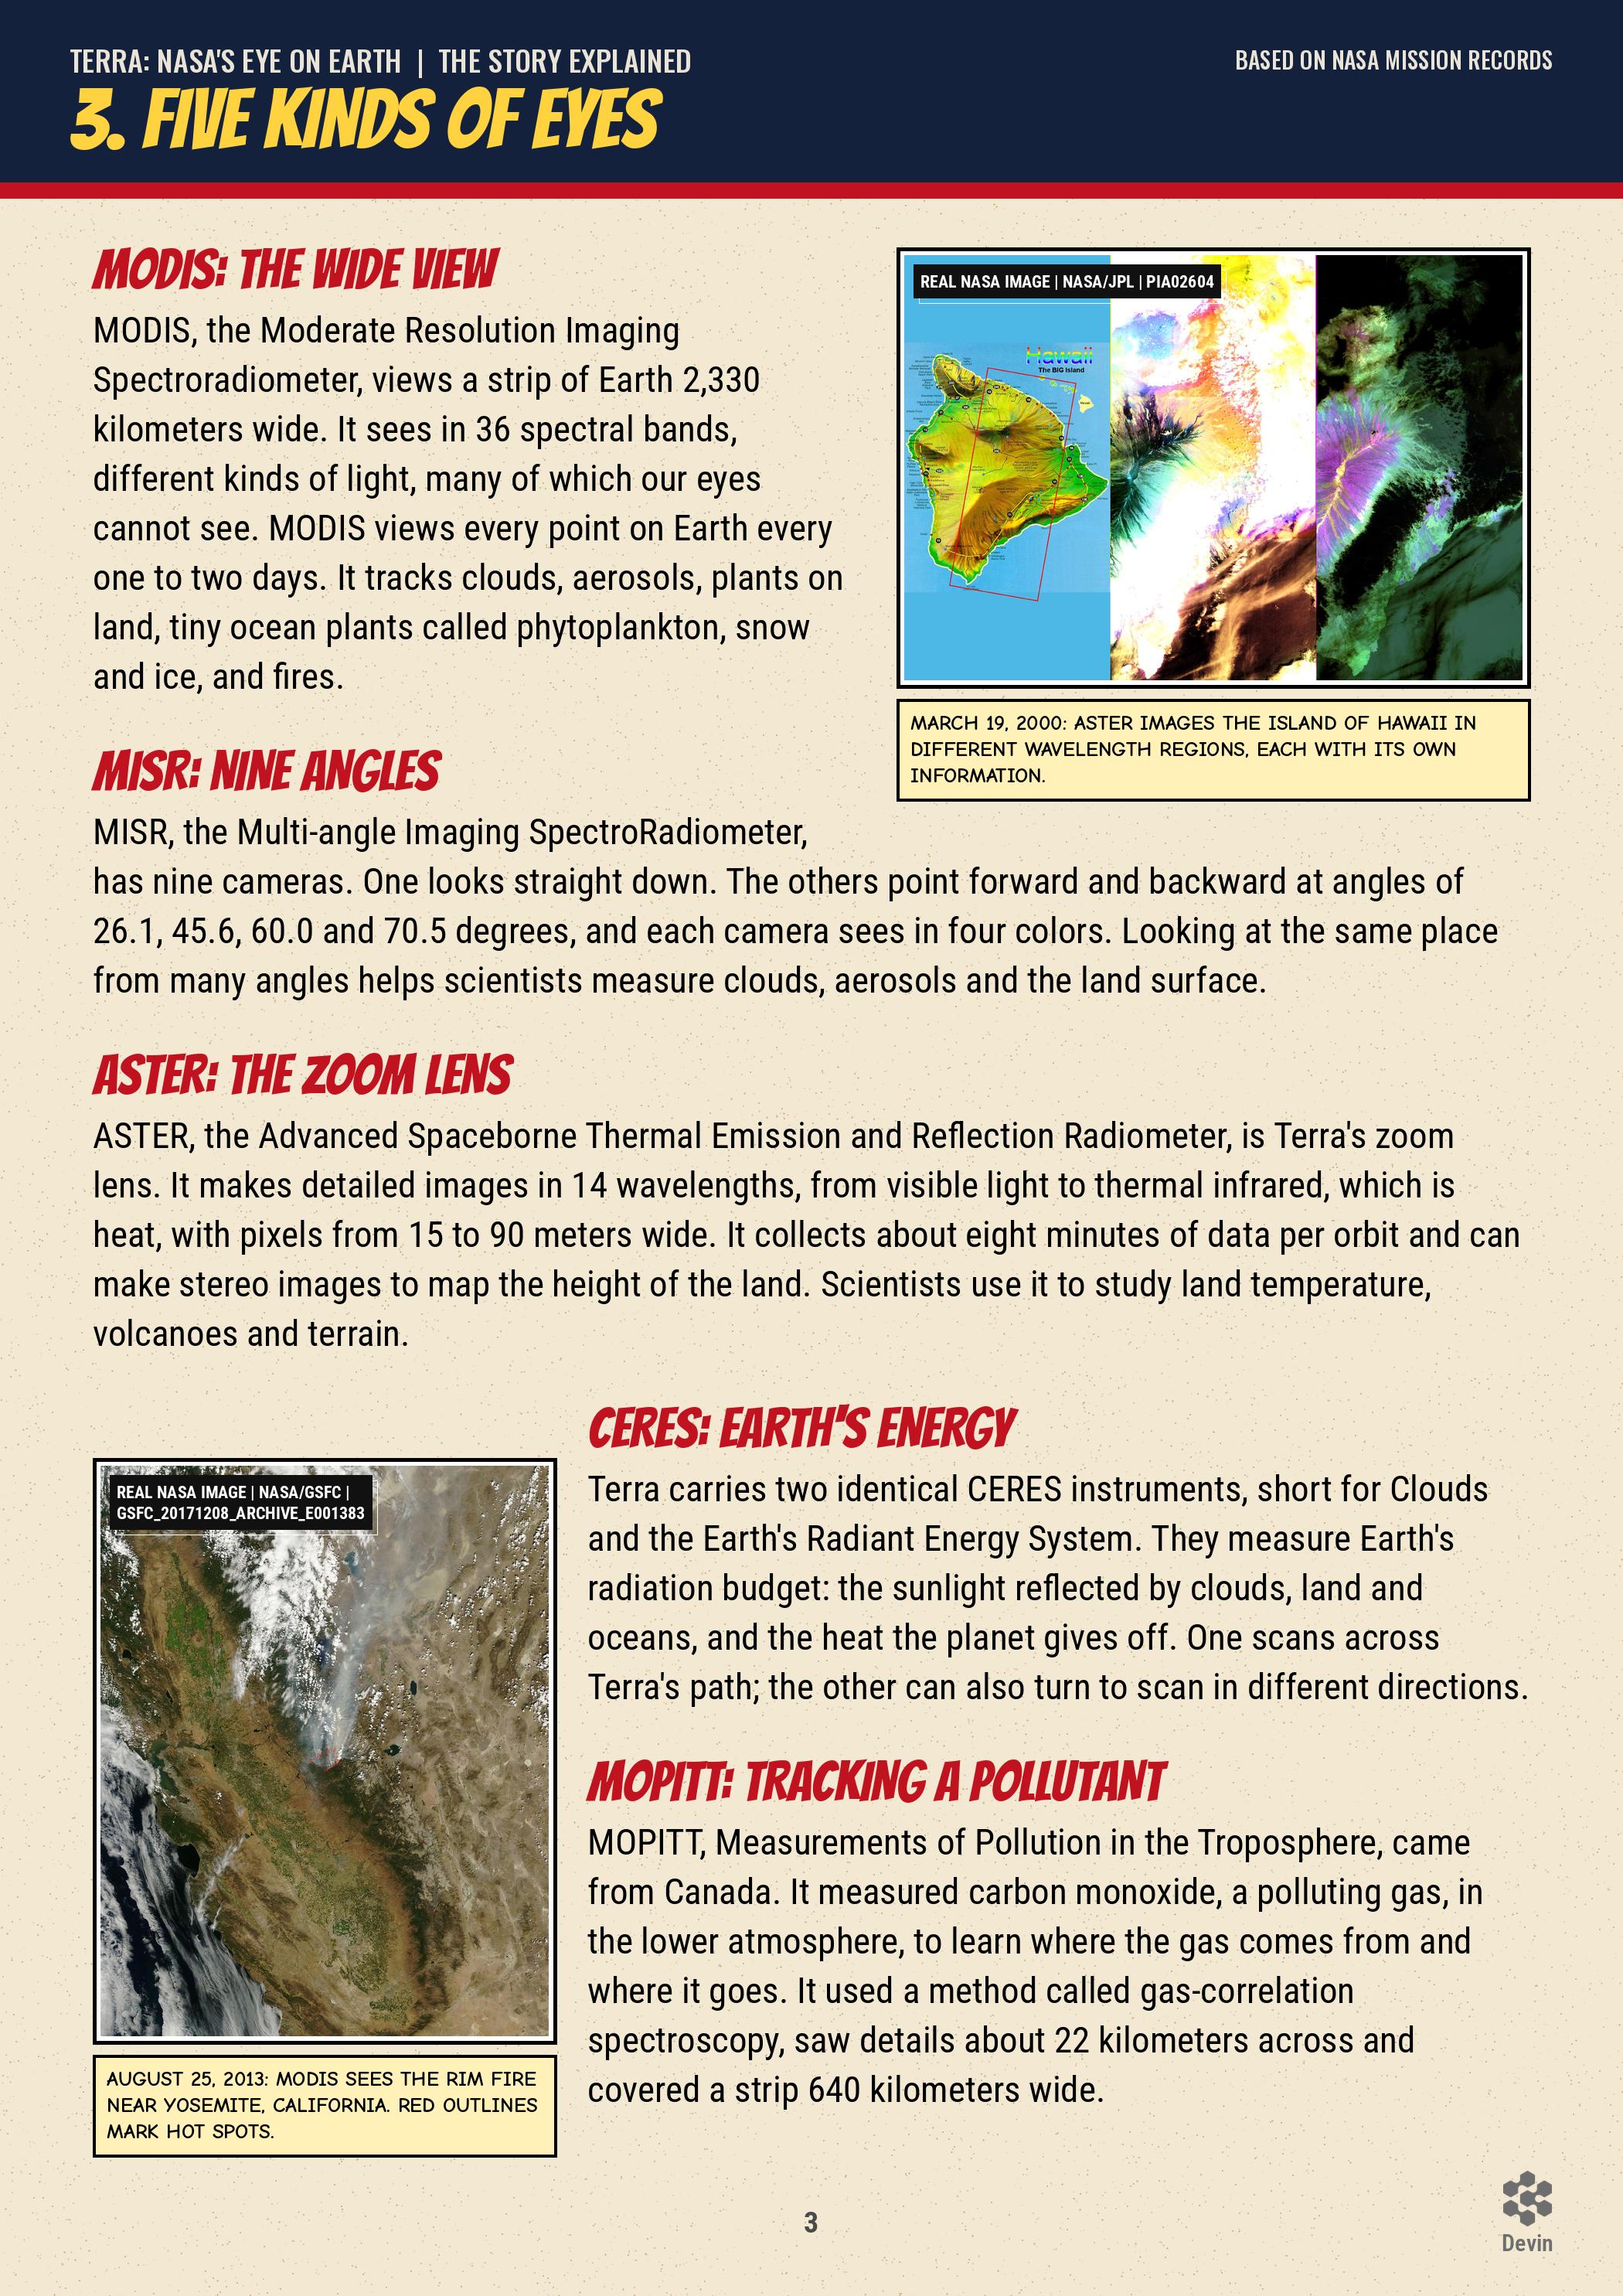 TERRA: NASA'S EYE ON EARTH | THE STORY EXPLAINED
BASED ON NASA MISSION RECORDS
3. FIVE KINDS OF EYES
MODIS: THE WIDE VIEW
MODIS, the Moderate Resolution Imaging
Spectroradiometer, views a strip of Earth 2,330
kilometers wide. It sees in 36 spectral bands,
different kinds of light, many of which our eyes
cannot see. MODIS views every point on Earth every
one to two days. It tracks clouds, aerosols, plants on
land, tiny ocean plants called phytoplankton, snow
and ice, and fires.
REAL NASA IMAGE | NASA/JPL | PIA02604
Hawaii
The BIG Island
MARCH 19, 2000: ASTER IMAGES THE ISLAND OF HAWAII IN
DIFFERENT WAVELENGTH REGIONS, EACH WITH ITS OWN
INFORMATION.
MISR: NINE ANGLES
MISR, the Multi-angle Imaging SpectroRadiometer,
has nine cameras. One looks straight down. The others point forward and backward at angles of
26.1, 45.6, 60.0 and 70.5 degrees, and each camera sees in four colors. Looking at the same place
from many angles helps scientists measure clouds, aerosols and the land surface.
ASTER: THE ZOOM LENS
ASTER, the Advanced Spaceborne Thermal Emission and Reflection Radiometer, is Terra's zoom
lens. It makes detailed images in 14 wavelengths, from visible light to thermal infrared, which is
heat, with pixels from 15 to 90 meters wide. It collects about eight minutes of data per orbit and can
make stereo images to map the height of the land. Scientists use it to study land temperature,
volcanoes and terrain.
REAL NASA IMAGE | NASA/GSFC |
GSFC_20171208_ARCHIVE_E001383
AUGUST 25, 2013: MODIS SEES THE RIM FIRE
NEAR YOSEMITE, CALIFORNIA. RED OUTLINES
MARK HOT SPOTS.
CERES: EARTH'S ENERGY
Terra carries two identical CERES instruments, short for Clouds
and the Earth's Radiant Energy System. They measure Earth's
radiation budget: the sunlight reflected by clouds, land and
oceans, and the heat the planet gives off. One scans across
Terra's path; the other can also turn to scan in different directions.
MOPITT: TRACKING A POLLUTANT
MOPITT, Measurements of Pollution in the Troposphere, came
from Canada. It measured carbon monoxide, a polluting gas, in
the lower atmosphere, to learn where the gas comes from and
where it goes. It used a method called gas-correlation
spectroscopy, saw details about 22 kilometers across and
covered a strip 640 kilometers wide.
3
Devin